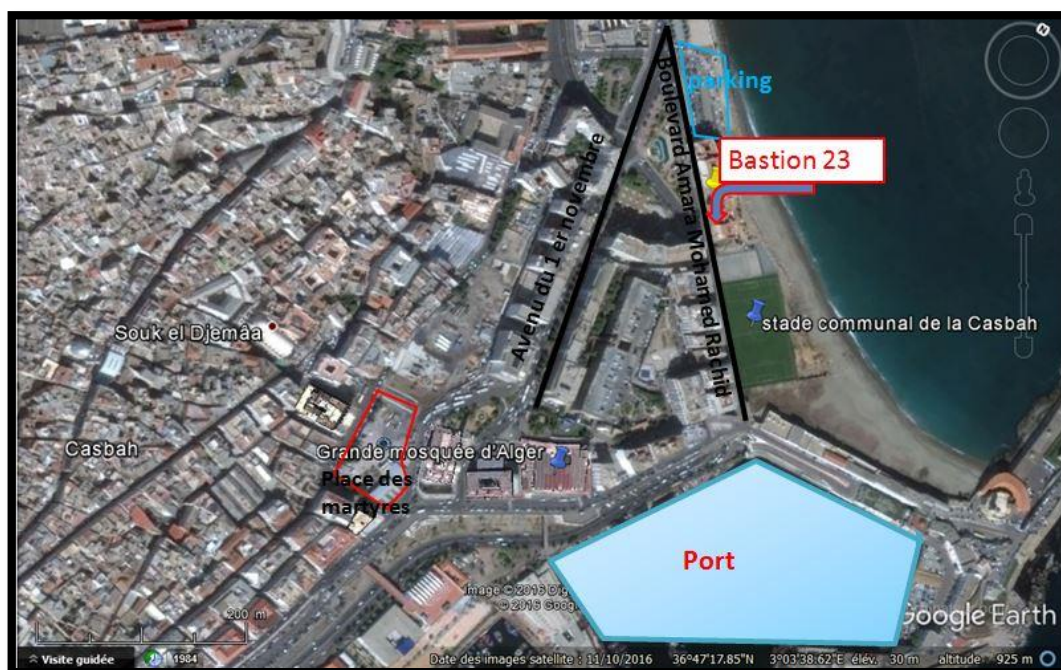 N
parking
Bastion 23
Boulevard Amara Mohamed Rachid
Avenu du 1 er novembre
stade communal de la Casbah
Souk el Djemâa
Casbah
Grande mosquée d'Alger
Place des
martyres
Port
Image © 2016
© 2016
200 m
Google Earth
Visite guidée
1984
Date des images satellite : 11/10/2016 36°47'17.85"N 3°03'38.62"E élév. 30 m altitude 925 m